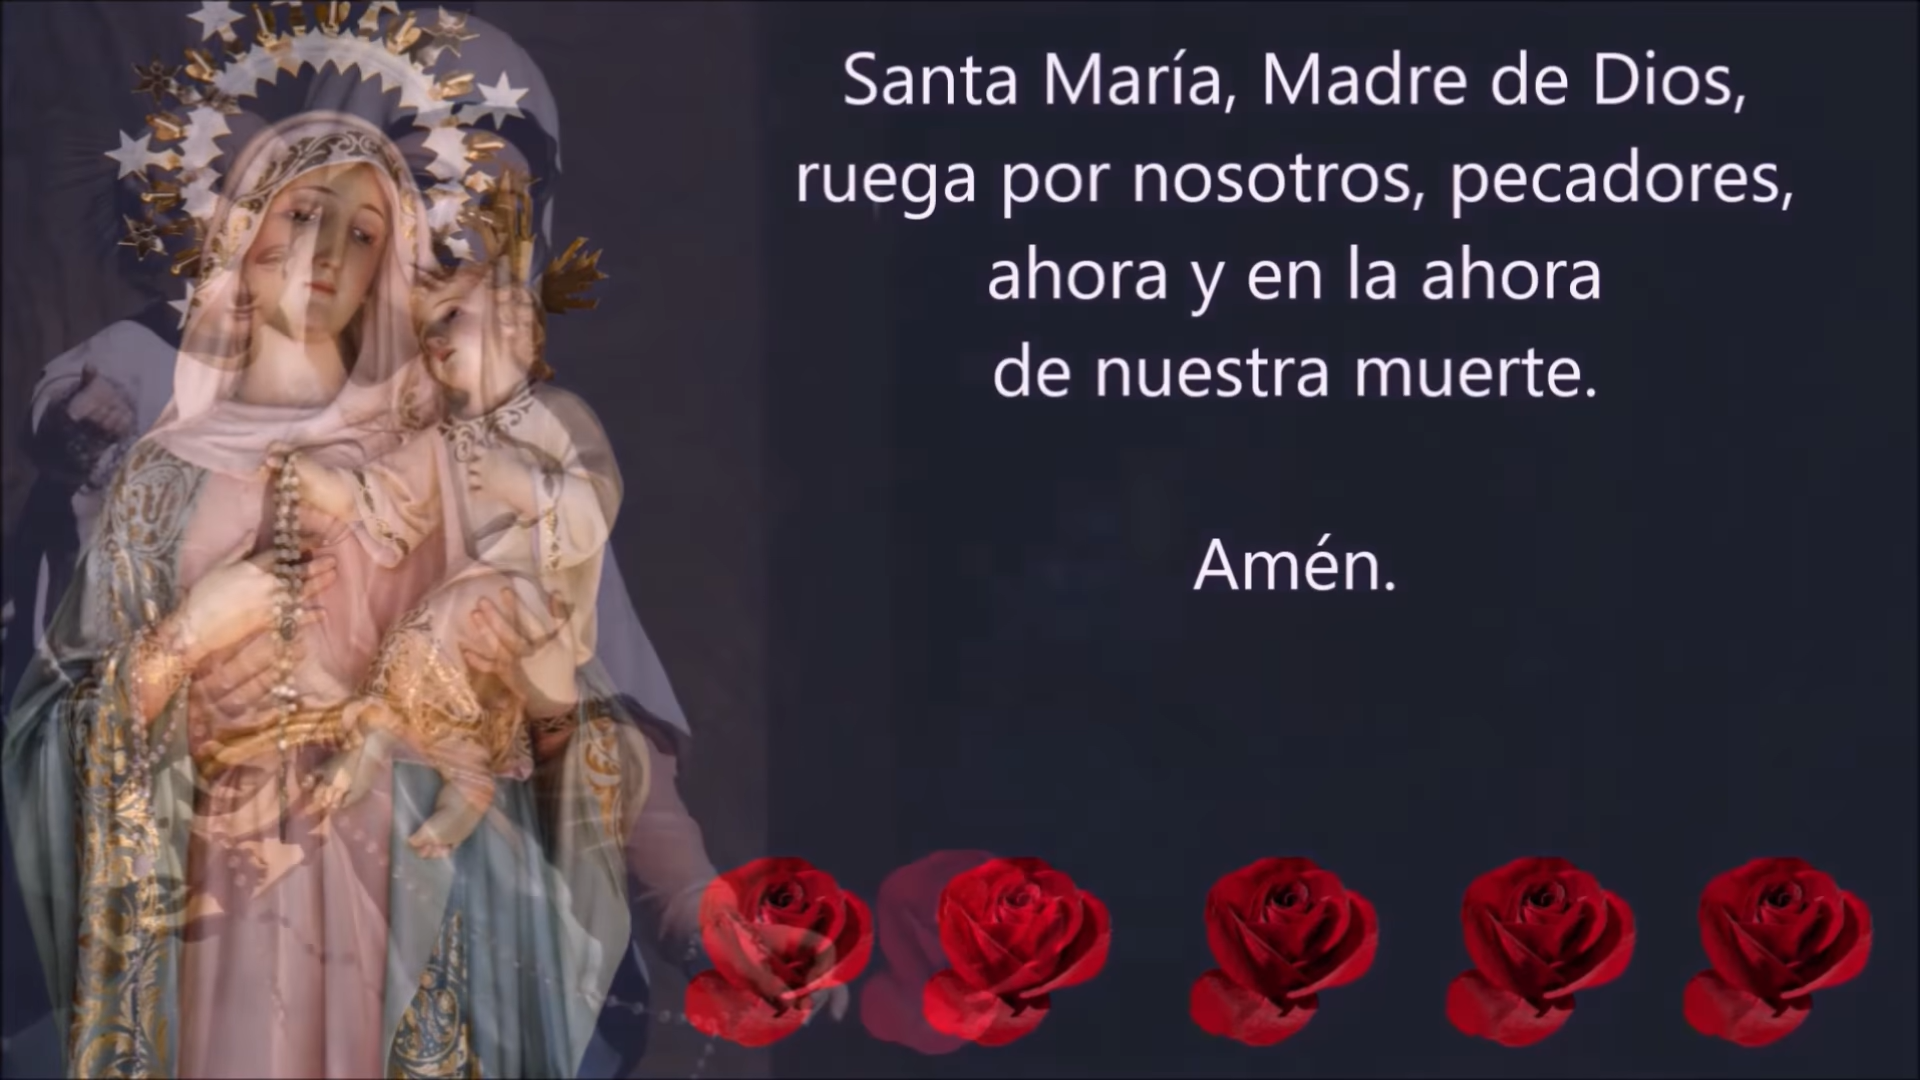 Santa María, Madre de Dios,
ruega por nosotros, pecadores,
ahora y en la ahora
de nuestra muerte.
Amén.